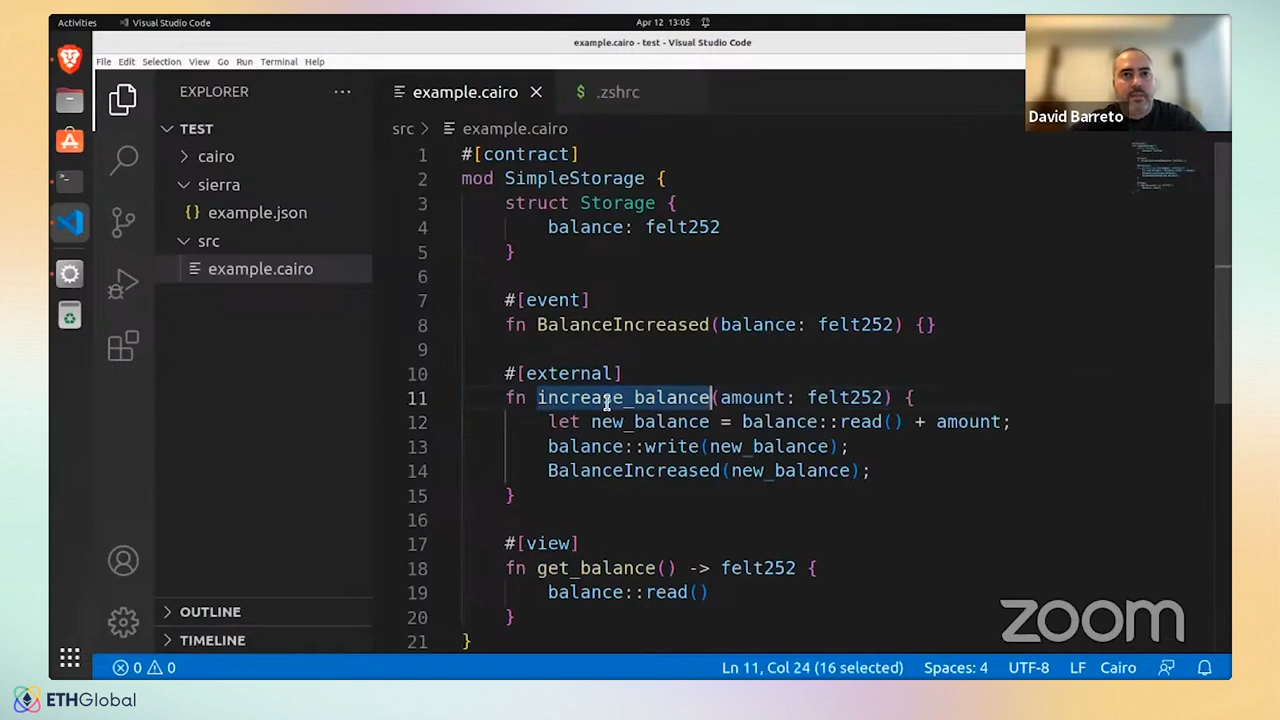 Activities Visual Studio Code Apr 12 13:05
example.cairo - test - Visual Studio Code
File Edit Selection View Go Run Terminal Help
EXPLORER ···
TEST
cairo
sierra
{} example.json
src
example.cairo
example.cairo $ .zshrc
src > example.cairo
1 #[contract]
2 mod SimpleStorage {
3 struct Storage {
4 balance: felt252
5 }
6
7 #[event]
8 fn BalanceIncreased(balance: felt252) {}
9
10 #[external]
11 fn increase_balance(amount: felt252) {
12 let new_balance = balance::read() + amount;
13 balance::write(new_balance);
14 BalanceIncreased(new_balance);
15 }
16
17 #[view]
18 fn get_balance() -> felt252 {
19 balance::read()
20 }
21 }
OUTLINE
TIMELINE
0 0 Ln 11, Col 24 (16 selected) Spaces: 4 UTF-8 LF Cairo
David Barreto
zoom
ETHGlobal